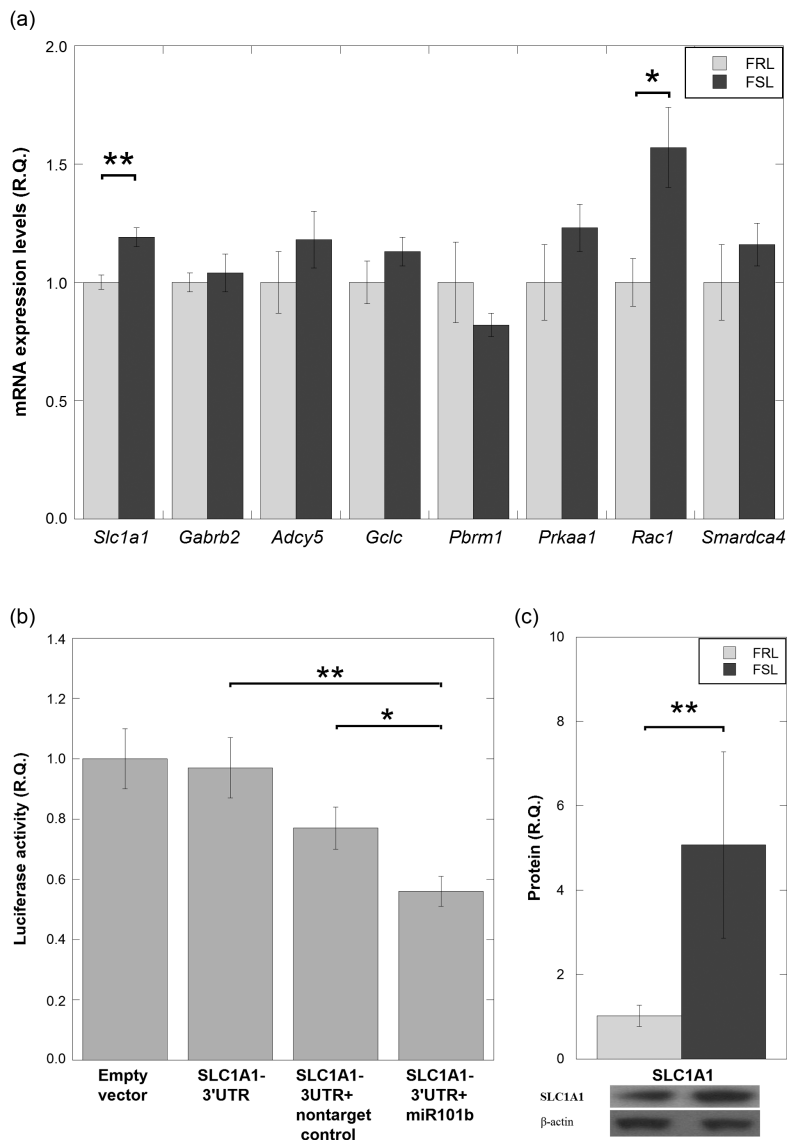 (a)
2.0
1.5
1.0
0.5
0.0
mRNA expression levels (R.Q.)
FRL
FSL
**
*
Slc1a1 Gabrb2 Adcy5 Gclc Pbrm1 Prkaa1 Rac1 Smardca4
(b)
1.4
1.2
1.0
0.8
0.6
0.4
0.2
0.0
Luciferase activity (R.Q.)
**
*
Empty
vector
SLC1A1-
3'UTR
SLC1A1-
3UTR+
nontarget
control
SLC1A1-
3'UTR+
miR101b
(c)
10
8
6
4
2
0
Protein (R.Q.)
FRL
FSL
**
SLC1A1
SLC1A1
β-actin